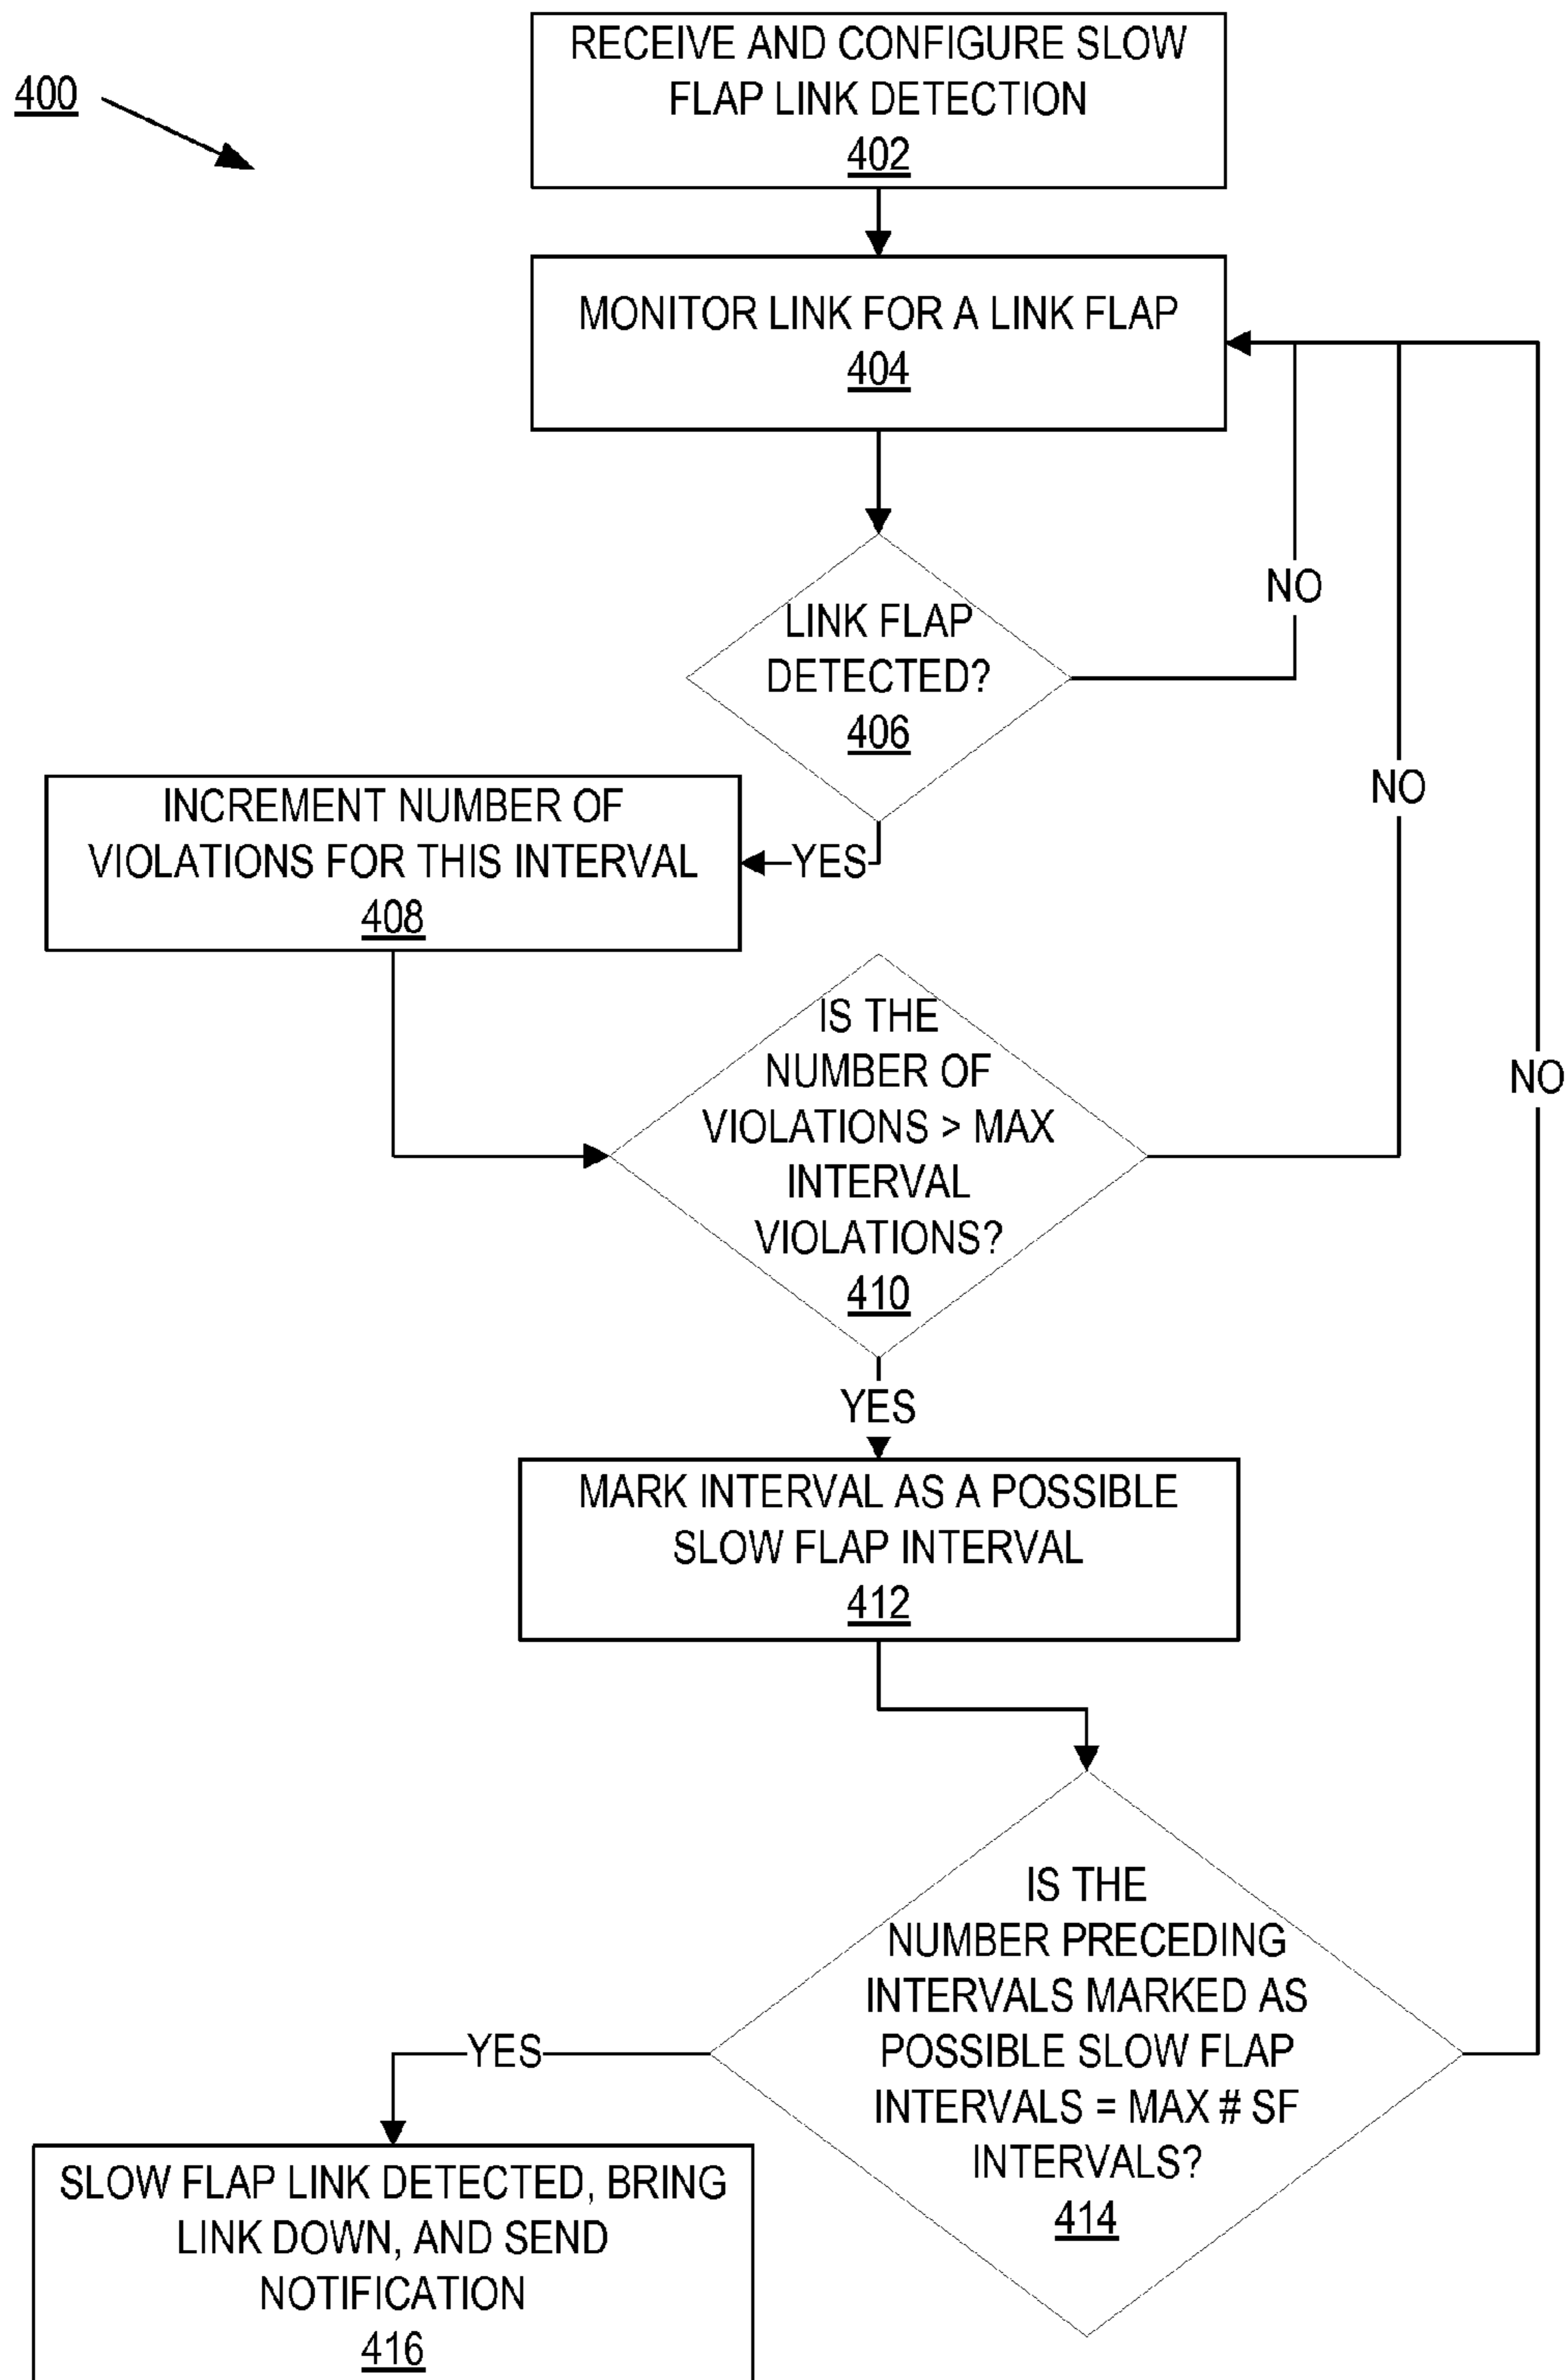 400
RECEIVE AND CONFIGURE SLOW
FLAP LINK DETECTION
402
MONITOR LINK FOR A LINK FLAP
404
LINK FLAP
DETECTED?
406
NO
YES
INCREMENT NUMBER OF
VIOLATIONS FOR THIS INTERVAL
408
IS THE
NUMBER OF
VIOLATIONS > MAX
INTERVAL
VIOLATIONS?
410
NO
YES
MARK INTERVAL AS A POSSIBLE
SLOW FLAP INTERVAL
412
IS THE
NUMBER PRECEDING
INTERVALS MARKED AS
POSSIBLE SLOW FLAP
INTERVALS = MAX # SF
INTERVALS?
414
NO
YES
SLOW FLAP LINK DETECTED, BRING
LINK DOWN, AND SEND
NOTIFICATION
416